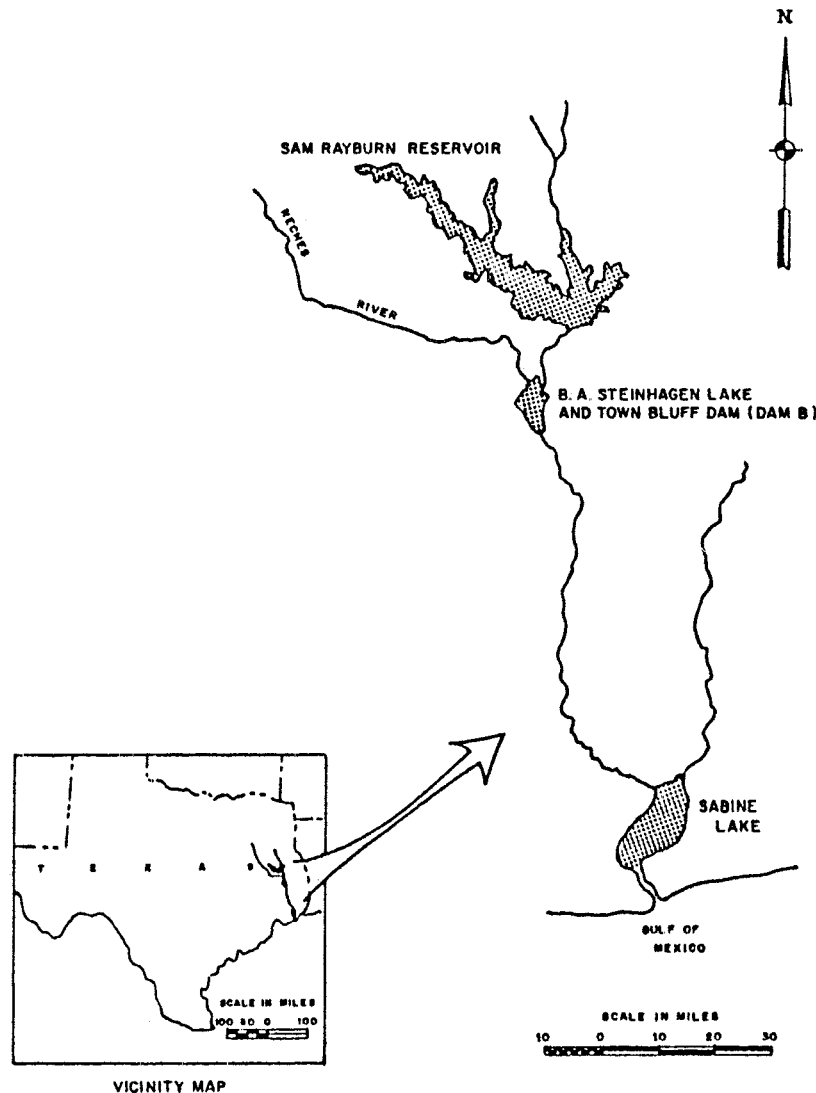 N
SAM RAYBURN RESERVOIR
NECHES
RIVER
B. A. STEINHAGEN LAKE
AND TOWN BLUFF DAM (DAM B)
SABINE
LAKE
T E X A S
GULF OF
MEXICO
SCALE IN MILES
100 50 0 100
SCALE IN MILES
10 0 10 20 30
VICINITY MAP